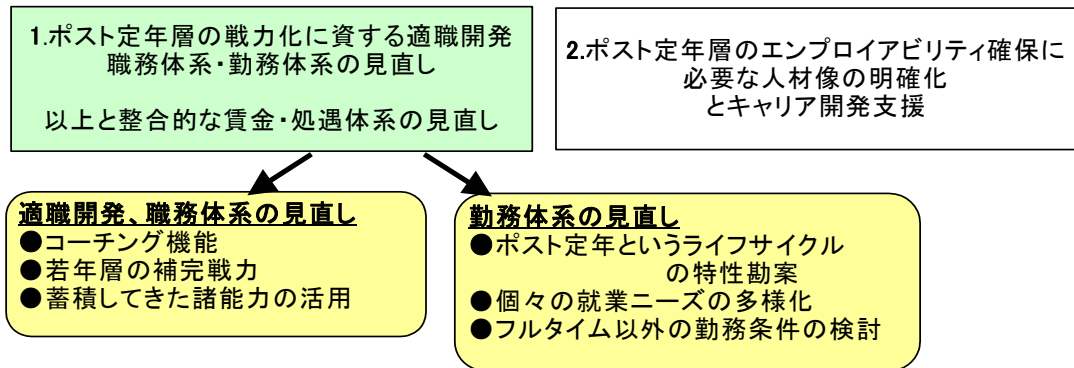 1.ポスト定年層の戦力化に資する適職開発
職務体系・勤務体系の見直し
以上と整合的な賃金・処遇体系の見直し
2.ポスト定年層のエンプロイアビリティ確保に
必要な人材像の明確化
とキャリア開発支援
適職開発、職務体系の見直し
●コーチング機能
●若年層の補完戦力
●蓄積してきた諸能力の活用
勤務体系の見直し
●ポスト定年というライフサイクル
の特性勘案
●個々の就業ニーズの多様化
●フルタイム以外の勤務条件の検討